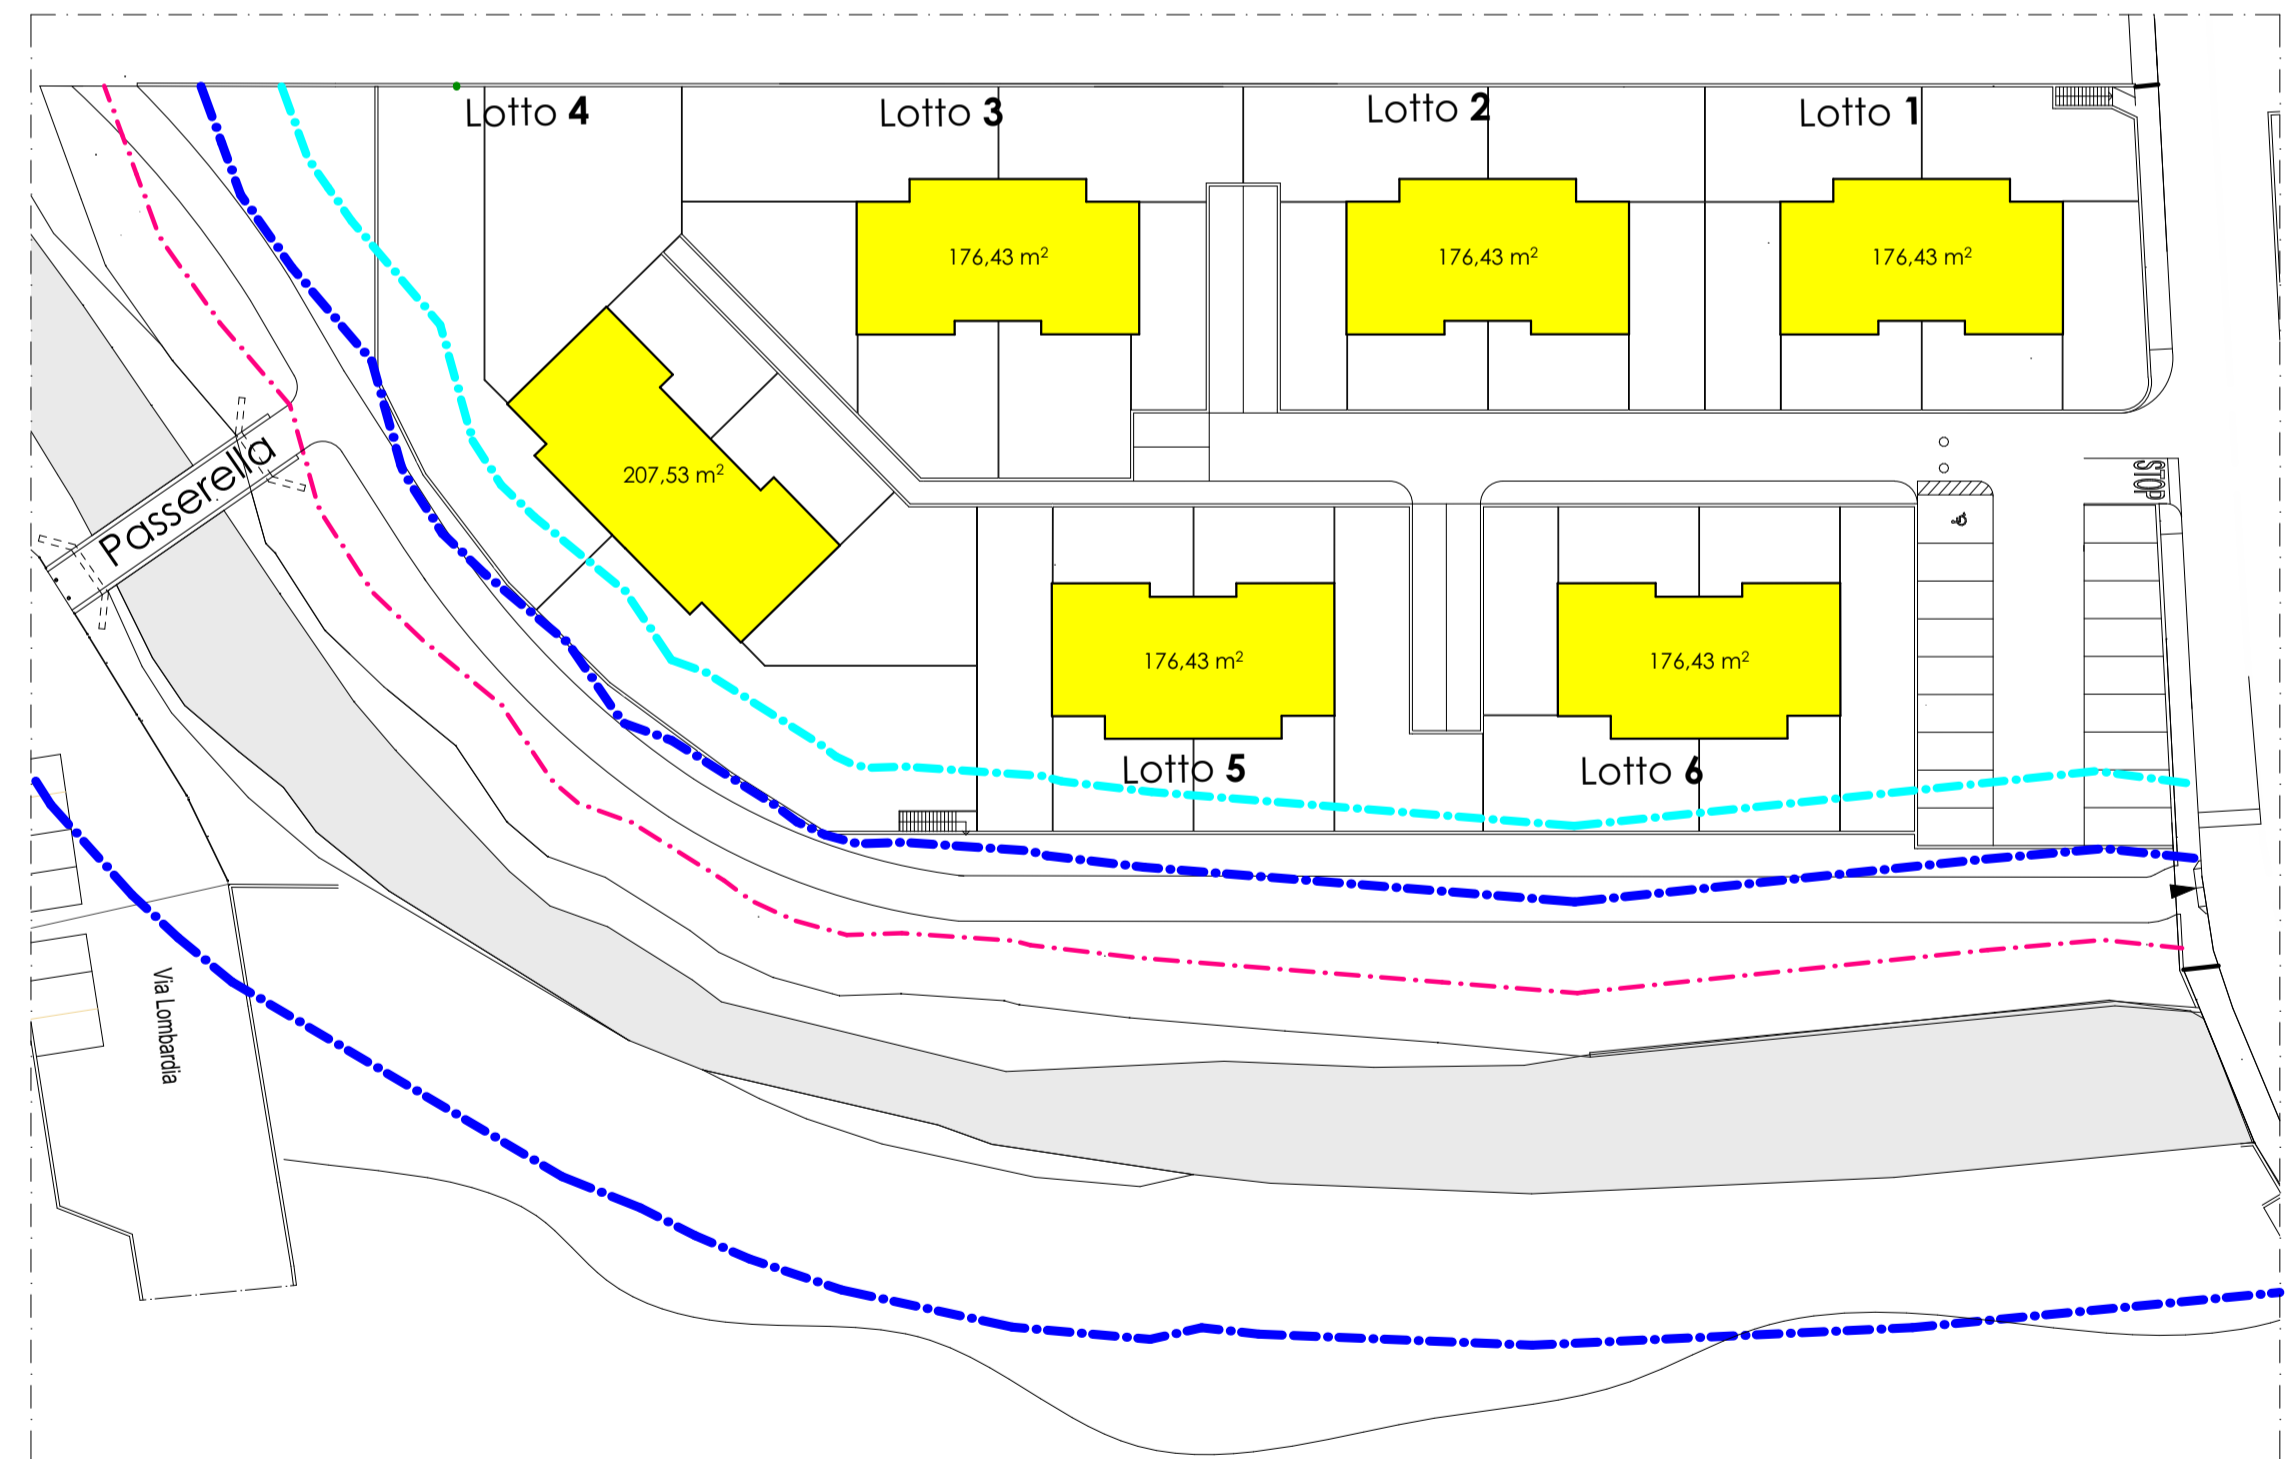 Lotto 4
Lotto 3
Lotto 2
Lotto 1
176,43 m²
176,43 m²
176,43 m²
207,53 m²
Passerella
STOP
176,43 m²
176,43 m²
Lotto 5
Lotto 6
Via Lombardia